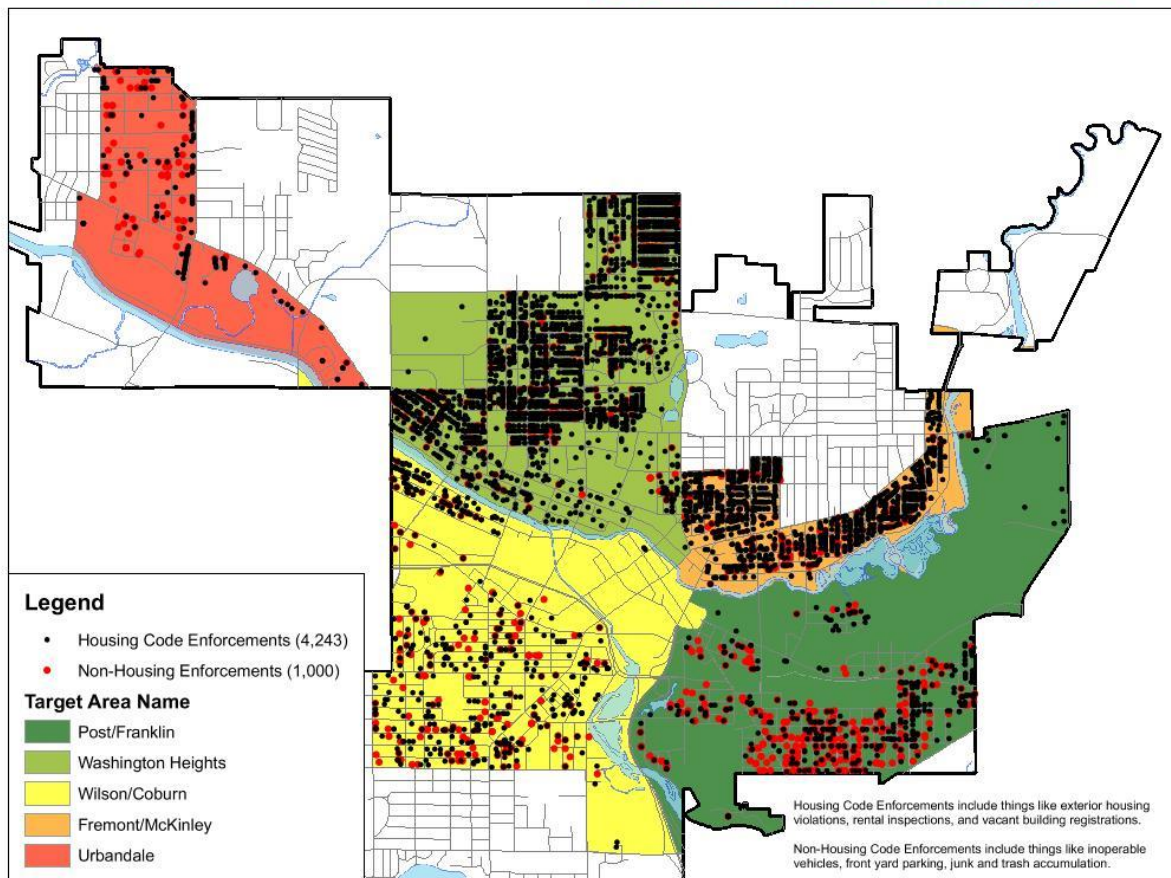 Legend
Housing Code Enforcements (4,243)
Non-Housing Enforcements (1,000)
Target Area Name
Post/Franklin
Washington Heights
Wilson/Coburn
Fremont/McKinley
Urbandale
Housing Code Enforcements include things like exterior housing
violations, rental inspections, and vacant building registrations.
Non-Housing Code Enforcements include things like inoperable
vehicles, front yard parking, junk and trash accumulation.